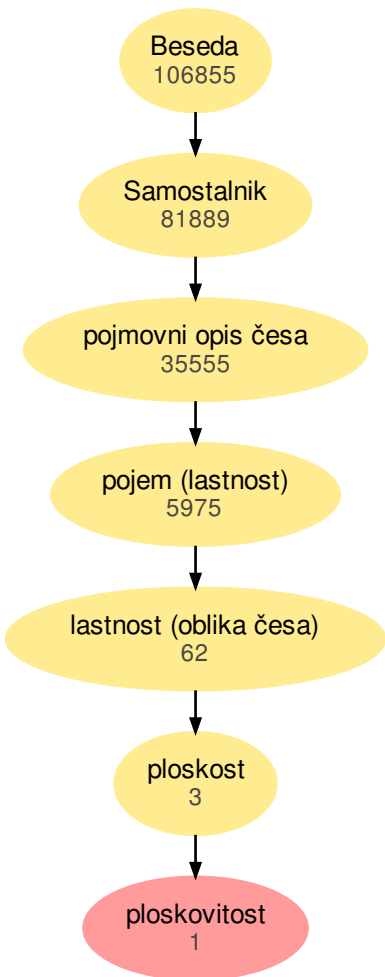 Beseda
106855
Samostalnik
81889
pojmovni opis česa
35555
pojem (lastnost)
5975
lastnost (oblika česa)
62
ploskost
3
ploskovitost
1